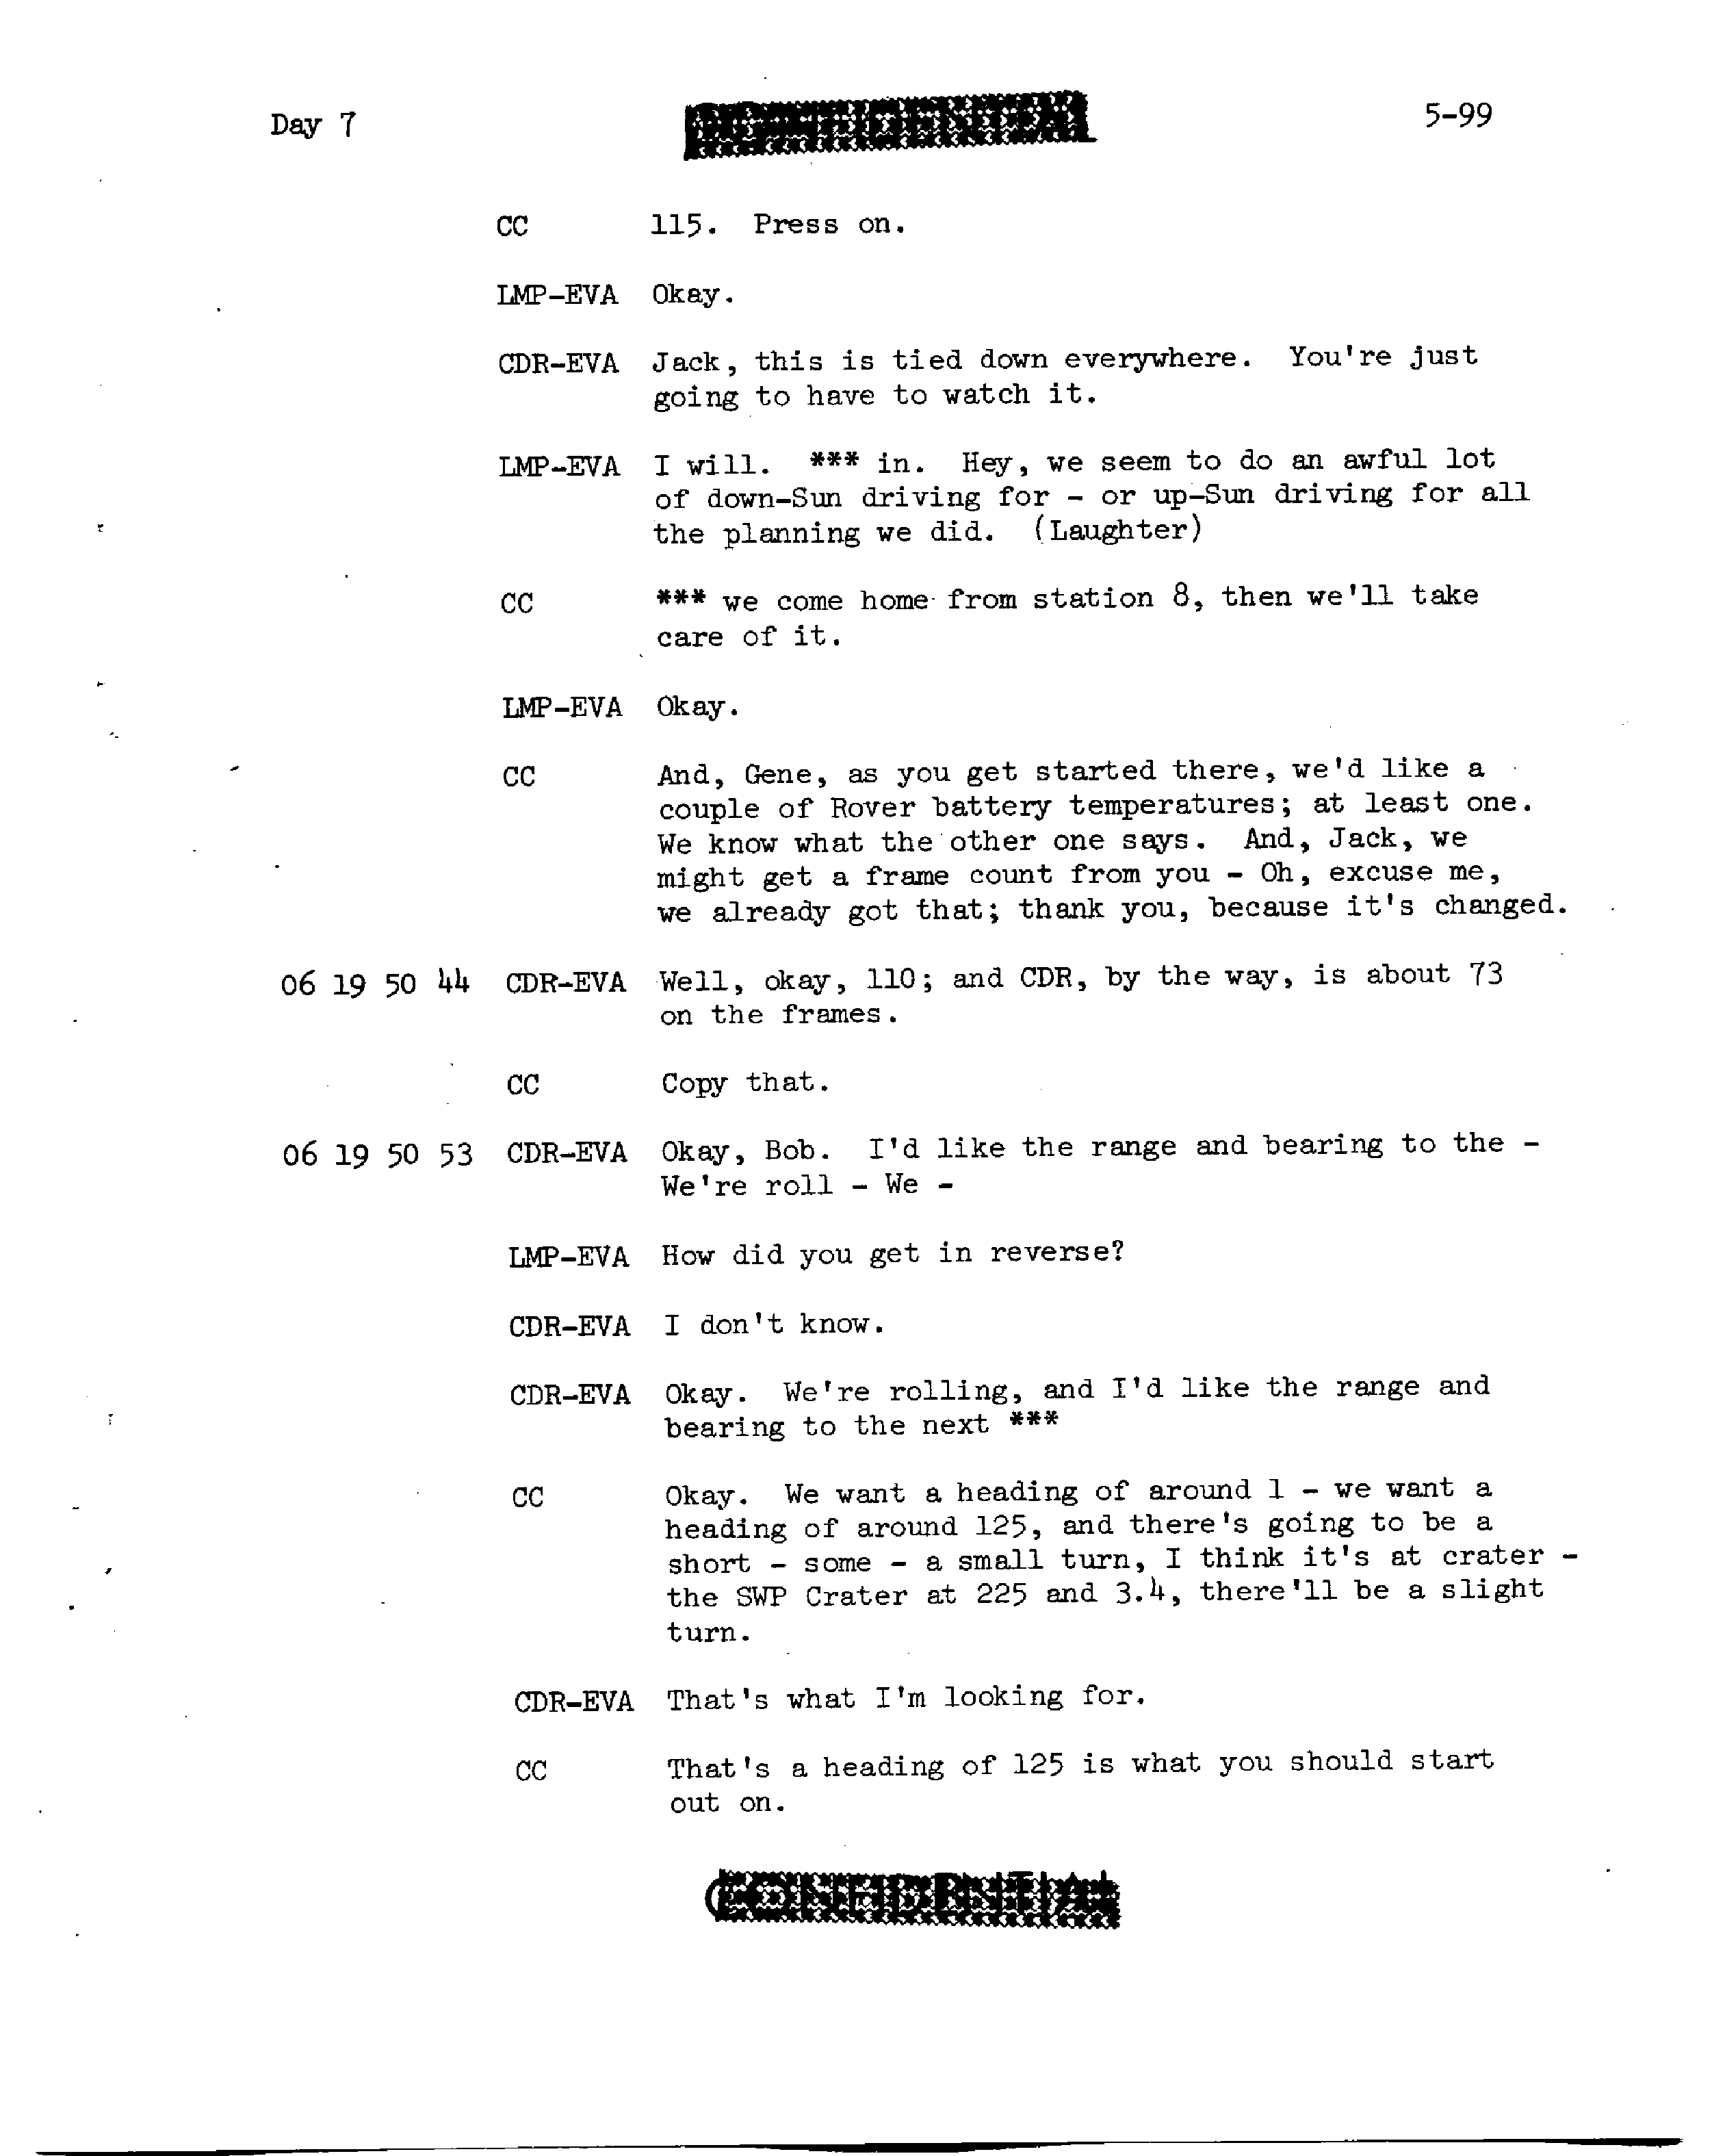 Day 7
CONFIDENTIAL
5-99
CC 115. Press on.
LMP-EVA Okay.
CDR-EVA Jack, this is tied down everywhere. You're just
going to have to watch it.
LMP-EVA I will. *** in. Hey, we seem to do an awful lot
of down-Sun driving for - or up-Sun driving for all
the planning we did. (Laughter)
CC *** we come home from station 8, then we'll take
care of it.
LMP-EVA Okay.
CC And, Gene, as you get started there, we'd like a
couple of Rover battery temperatures; at least one.
We know what the other one says. And, Jack, we
might get a frame count from you - Oh, excuse me,
we already got that; thank you, because it's changed.
06 19 50 44 CDR-EVA Well, okay, 110; and CDR, by the way, is about 73
on the frames.
CC Copy that.
06 19 50 53 CDR-EVA Okay, Bob. I'd like the range and bearing to the -
We're roll - We -
LMP-EVA How did you get in reverse?
CDR-EVA I don't know.
CDR-EVA Okay. We're rolling, and I'd like the range and
bearing to the next ***
CC Okay. We want a heading of around 1 - we want a
heading of around 125, and there's going to be a
short - some - a small turn, I think it's at crater -
the SWP Crater at 225 and 3.4, there'll be a slight
turn.
CDR-EVA That's what I'm looking for.
CC That's a heading of 125 is what you should start
out on.
CONFIDENTIAL